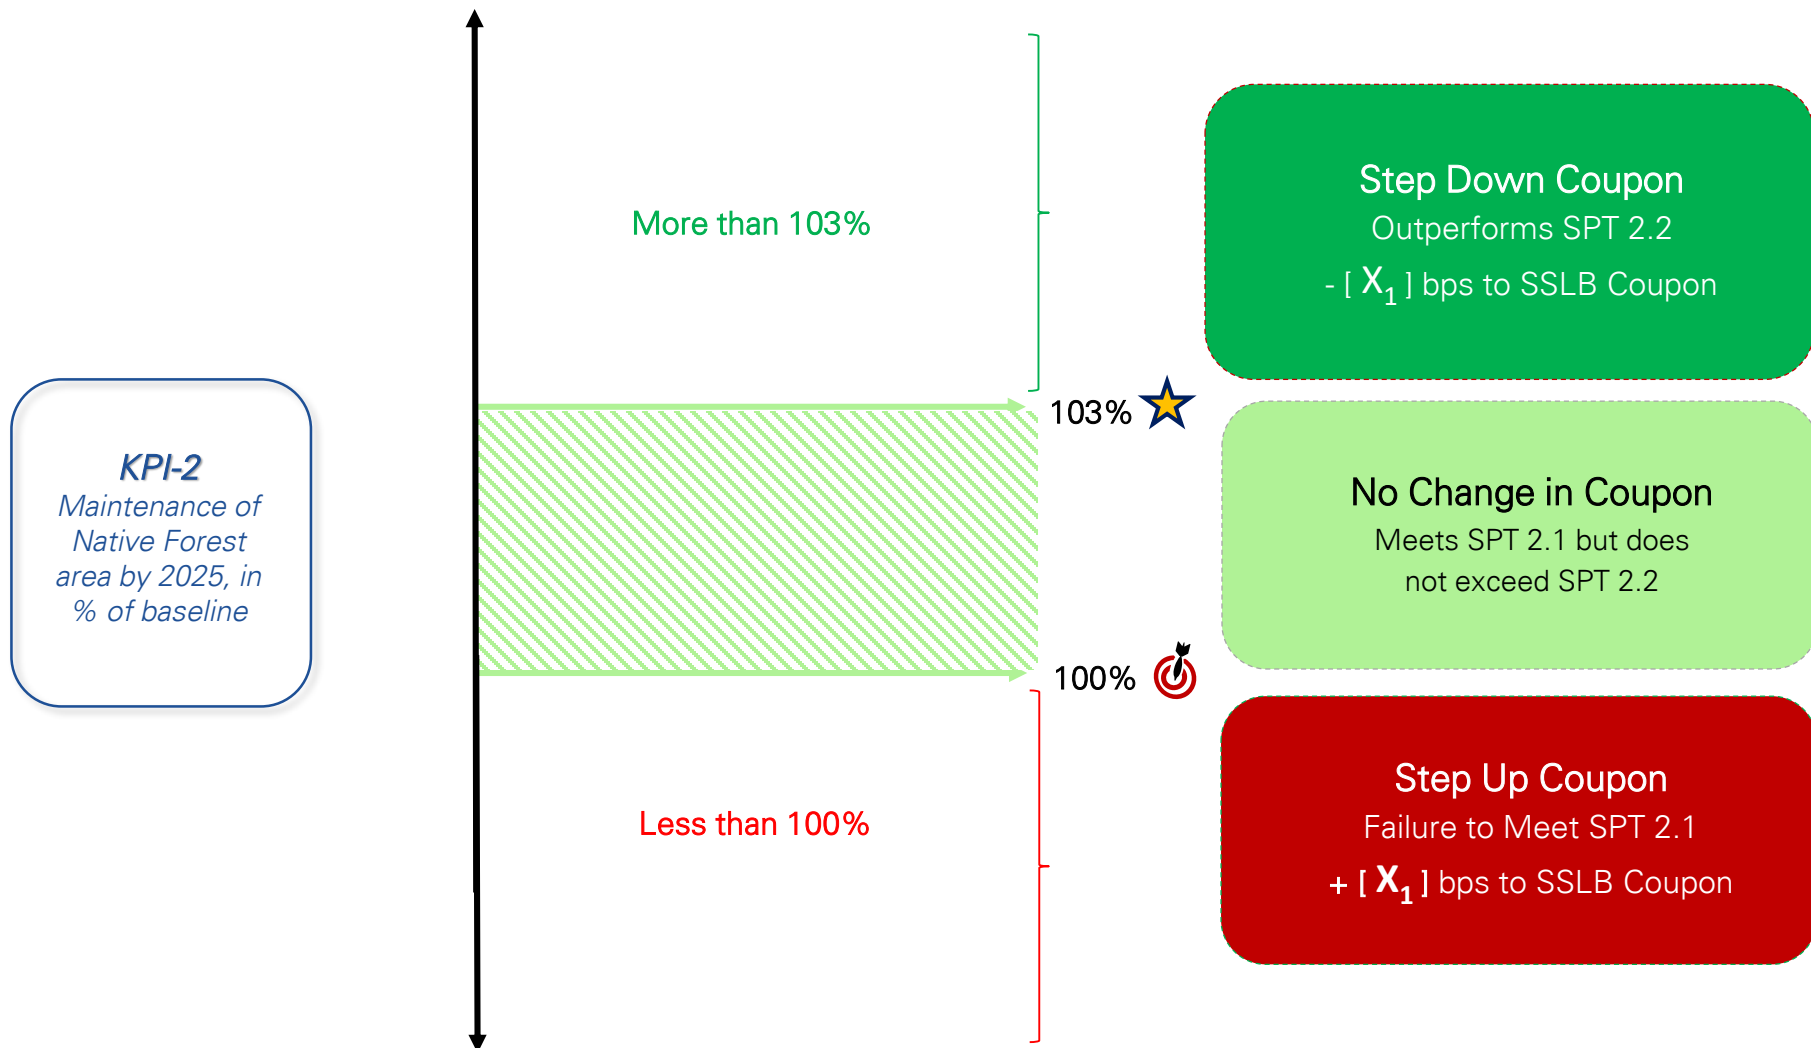 More than 103%
Step Down Coupon
Outperforms SPT 2.2
- [ X1 ] bps to SSLB Coupon
103%
KPI-2
Maintenance of
Native Forest
area by 2025, in
% of baseline
No Change in Coupon
Meets SPT 2.1 but does
not exceed SPT 2.2
100%
Less than 100%
Step Up Coupon
Failure to Meet SPT 2.1
+ [ X1 ] bps to SSLB Coupon